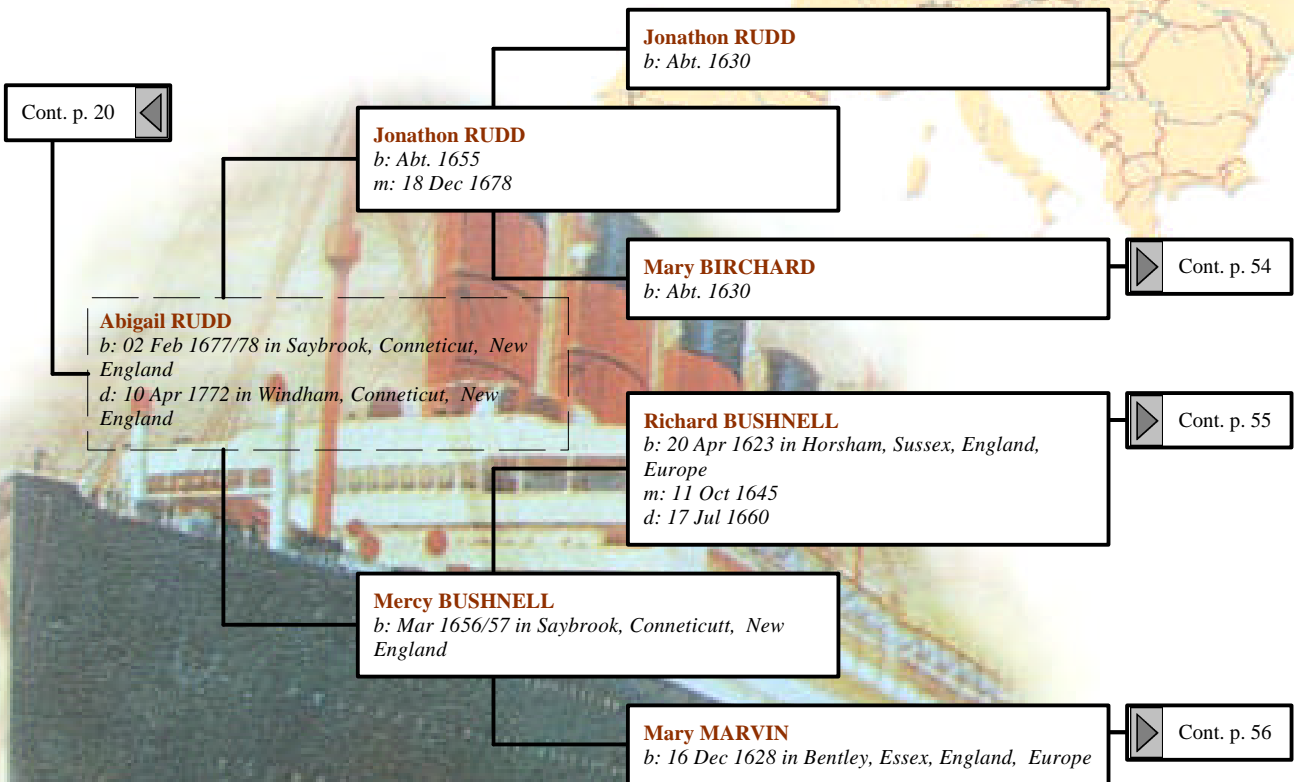 Jonathon RUDD
b: Abt. 1630
Cont. p. 20
Jonathon RUDD
b: Abt. 1655
m: 18 Dec 1678
Mary BIRCHARD
b: Abt. 1630
Cont. p. 54
Abigail RUDD
b: 02 Feb 1677/78 in Saybrook, Conneticut, New
England
d: 10 Apr 1772 in Windham, Conneticut, New
England
Richard BUSHNELL
b: 20 Apr 1623 in Horsham, Sussex, England,
Europe
m: 11 Oct 1645
d: 17 Jul 1660
Cont. p. 55
Mercy BUSHNELL
b: Mar 1656/57 in Saybrook, Conneticutt, New
England
Mary MARVIN
b: 16 Dec 1628 in Bentley, Essex, England, Europe
Cont. p. 56